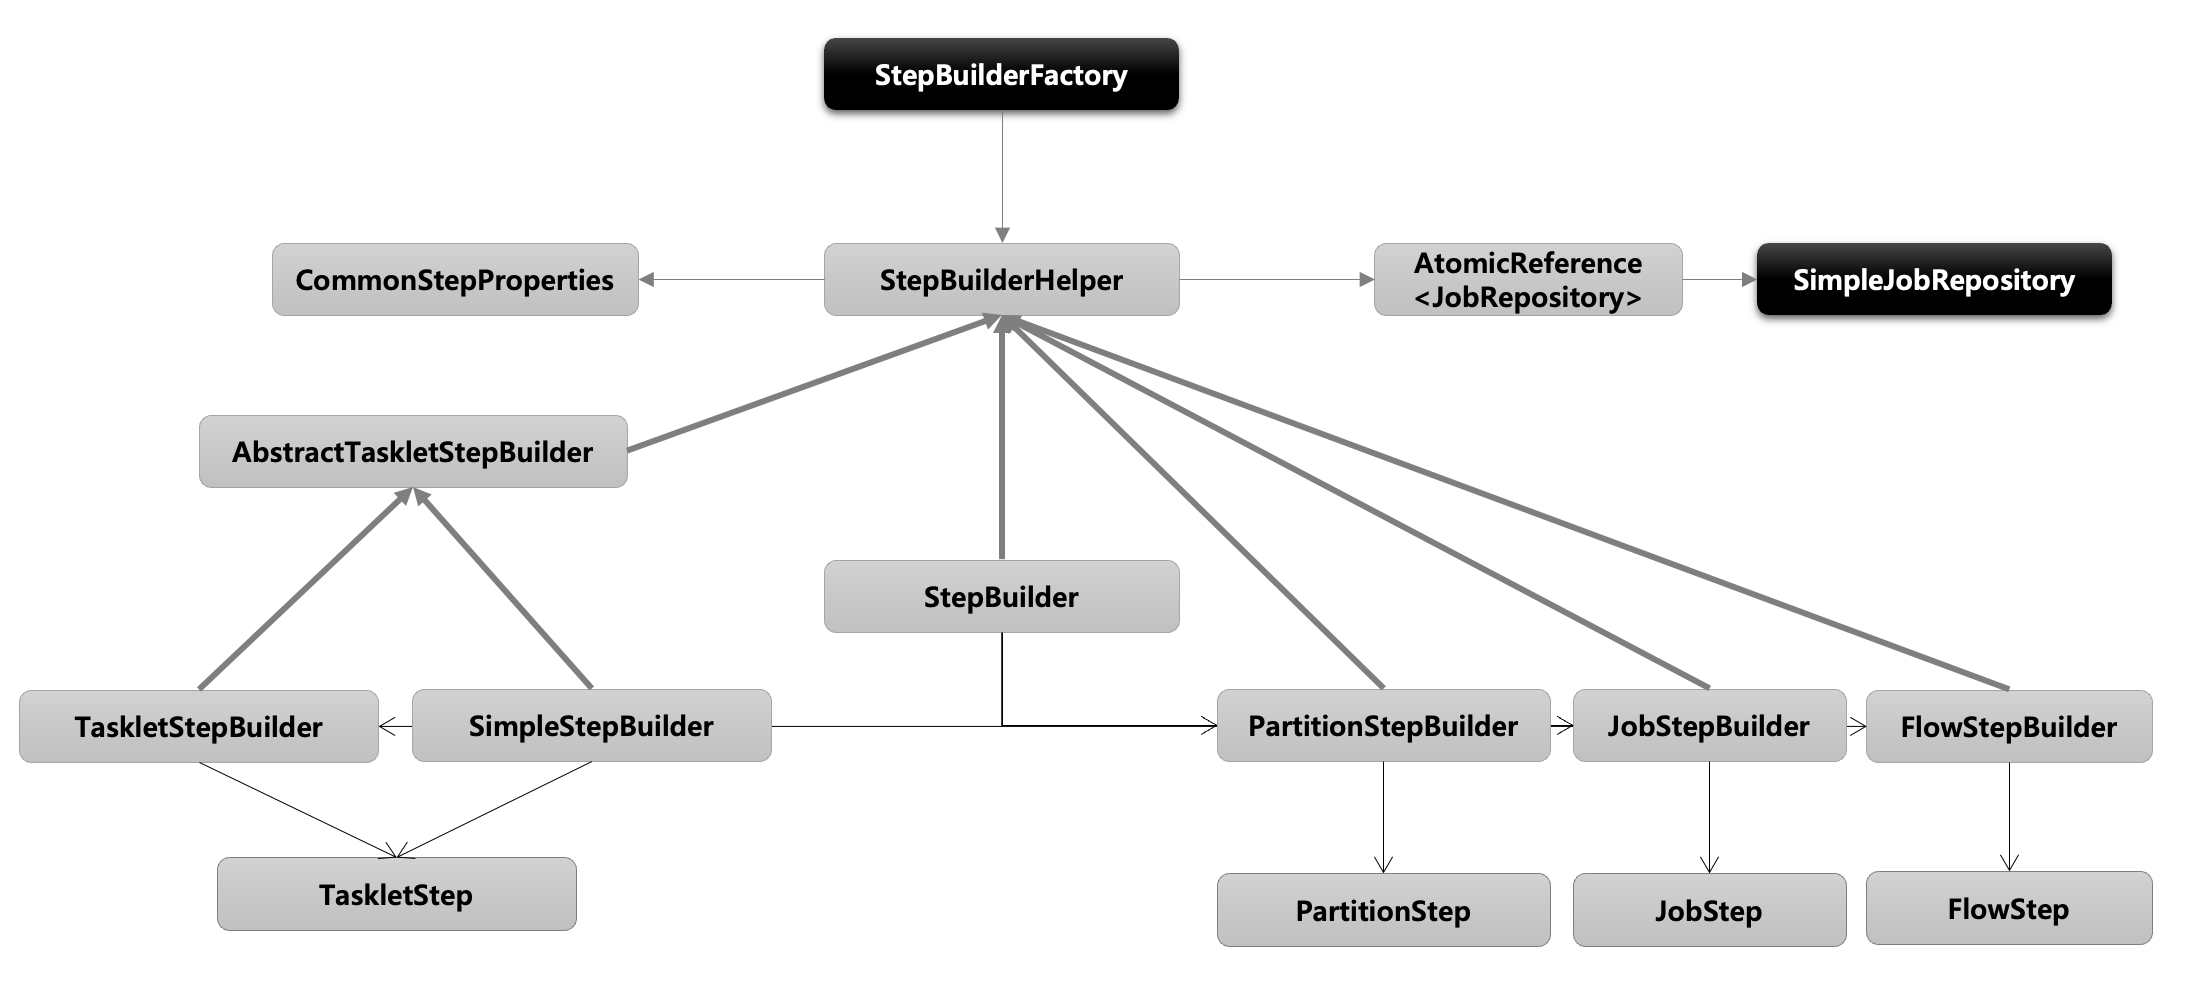 StepBuilderFactory
CommonStepProperties
StepBuilderHelper
AtomicReference
<JobRepository>
SimpleJobRepository
AbstractTaskletStepBuilder
StepBuilder
TaskletStepBuilder
SimpleStepBuilder
PartitionStepBuilder
JobStepBuilder
FlowStepBuilder
TaskletStep
PartitionStep
JobStep
FlowStep